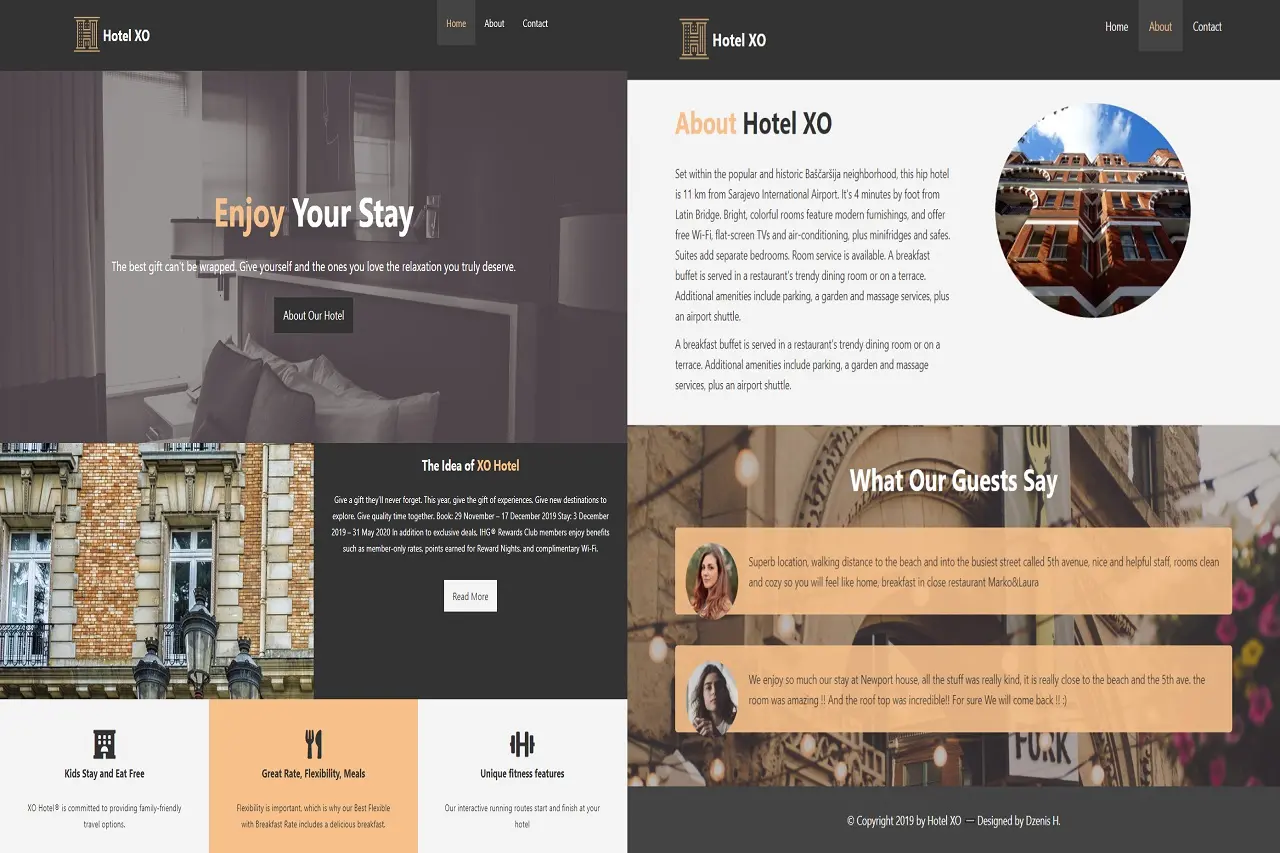 Hotel XO
Home About Contact
Enjoy Your Stay
The best gift can't be wrapped. Give yourself and the ones you love the relaxation you truly deserve.
About Our Hotel
The Idea of XO Hotel
Give a gift they'll never forget. This year, give the gift of experiences. Give new destinations to
explore. Give quality time together. Book: 29 November – 17 December 2019 Stay: 3 December
2019 – 31 May 2020 In addition to exclusive deals, IHG® Rewards Club members enjoy benefits
such as member-only rates, points earned for Reward Nights, and complimentary Wi-Fi.
Read More
Kids Stay and Eat Free
XO Hotel® is committed to providing family-friendly
travel options.
Great Rate, Flexibility, Meals
Flexibility is important, which is why our Best Flexible
with Breakfast Rate includes a delicious breakfast.
Unique fitness features
Our interactive running routes start and finish at your
hotel
Hotel XO
Home About Contact
About Hotel XO
Set within the popular and historic Baščaršija neighborhood, this hip hotel
is 11 km from Sarajevo International Airport. It's 4 minutes by foot from
Latin Bridge. Bright, colorful rooms feature modern furnishings, and offer
free Wi-Fi, flat-screen TVs and air-conditioning, plus minifridges and safes.
Suites add separate bedrooms. Room service is available. A breakfast
buffet is served in a restaurant's trendy dining room or on a terrace.
Additional amenities include parking, a garden and massage services, plus
an airport shuttle.
A breakfast buffet is served in a restaurant's trendy dining room or on a
terrace. Additional amenities include parking, a garden and massage
services, plus an airport shuttle.
What Our Guests Say
Superb location, walking distance to the beach and into the busiest street called 5th avenue, nice and helpful staff, rooms clean
and cozy so you will feel like home, breakfast in close restaurant Marko&Laura
We enjoy so much our stay at Newport house, all the stuff was really kind, it is really close to the beach and the 5th ave. the
room was amazing !! And the roof top was incredible!! For sure We will come back !! :)
© Copyright 2019 by Hotel XO — Designed by Dzenis H.